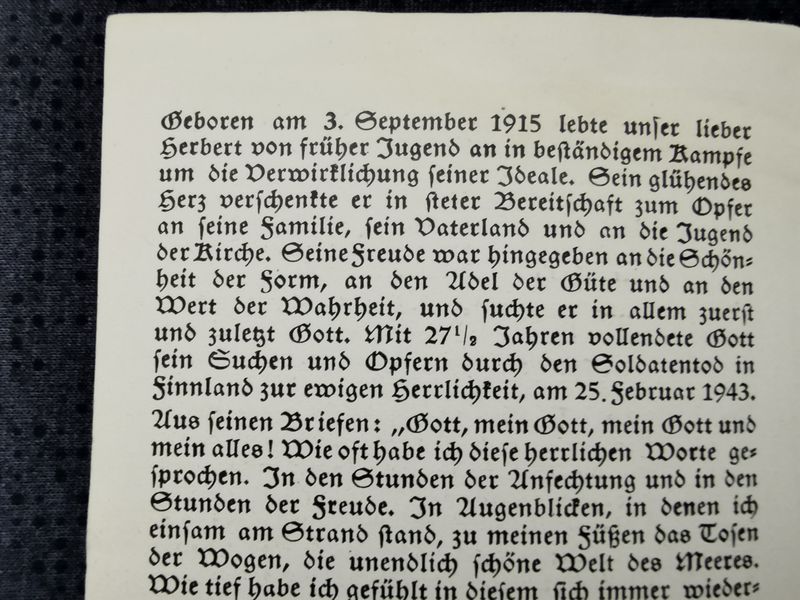 Geboren am 3. September 1915 lebte unser lieber
Herbert von früher Jugend an in beständigem Kampfe
um die Verwirklichung seiner Ideale. Sein glühendes
Herz verschenkte er in steter Bereitschaft zum Opfer
an seine Familie, sein Vaterland und an die Jugend
der Kirche. Seine Freude war hingegeben an die Schön-
heit der Form, an den Adel der Güte und an den
Wert der Wahrheit, und suchte er in allem zuerst
und zuletzt Gott. Mit 27 1/2 Jahren vollendete Gott
sein Suchen und Opfern durch den Soldatentod in
Finnland zur ewigen Herrlichkeit, am 25. Februar 1943.
Aus seinen Briefen: „Gott, mein Gott, mein Gott und
mein alles! Wie oft habe ich diese herrlichen Worte ge-
sprochen. In den Stunden der Anfechtung und in den
Stunden der Freude. In Augenblicken, in denen ich
einsam am Strand stand, zu meinen Füßen das Tosen
der Wogen, die unendlich schöne Welt des Meeres.
Wie tief habe ich gefühlt in diesem sich immer wieder-